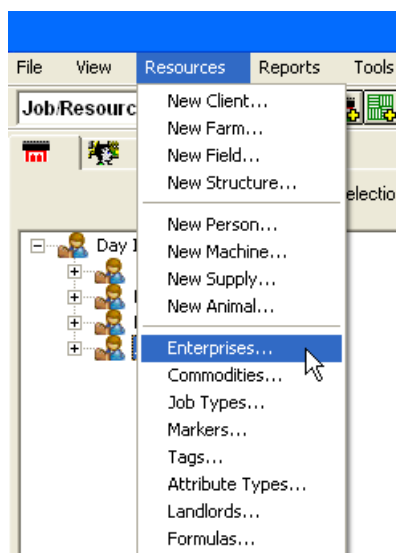 File View Resources Reports Tools
Job/Resourc
New Client...
New Farm...
New Field...
New Structure...
electio
New Person...
Day
New Machine...
New Supply...
New Animal...
Enterprises...
Commodities...
Job Types...
Markers...
Tags...
Attribute Types...
Landlords...
Formulas...